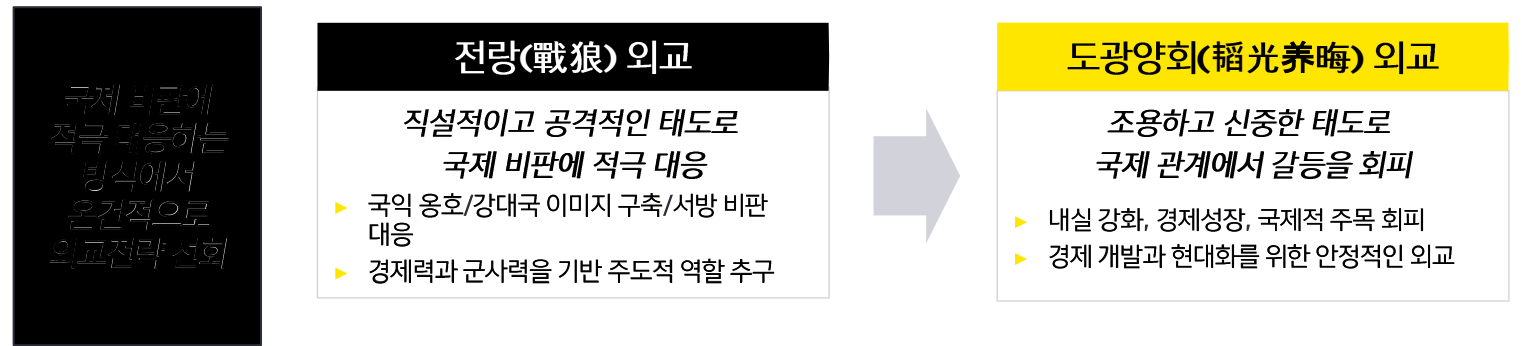 국제 비판에
적극 대응하는
방식에서
온건적으로
외교전략 선회
전랑(戰狼) 외교
직설적이고 공격적인 태도로
국제 비판에 적극 대응
► 국익 옹호/강대국 이미지 구축/서방 비판
대응
► 경제력과 군사력을 기반 주도적 역할 추구
도광양회(韬光养晦) 외교
조용하고 신중한 태도로
국제 관계에서 갈등을 회피
► 내실 강화, 경제성장, 국제적 주목 회피
► 경제 개발과 현대화를 위한 안정적인 외교